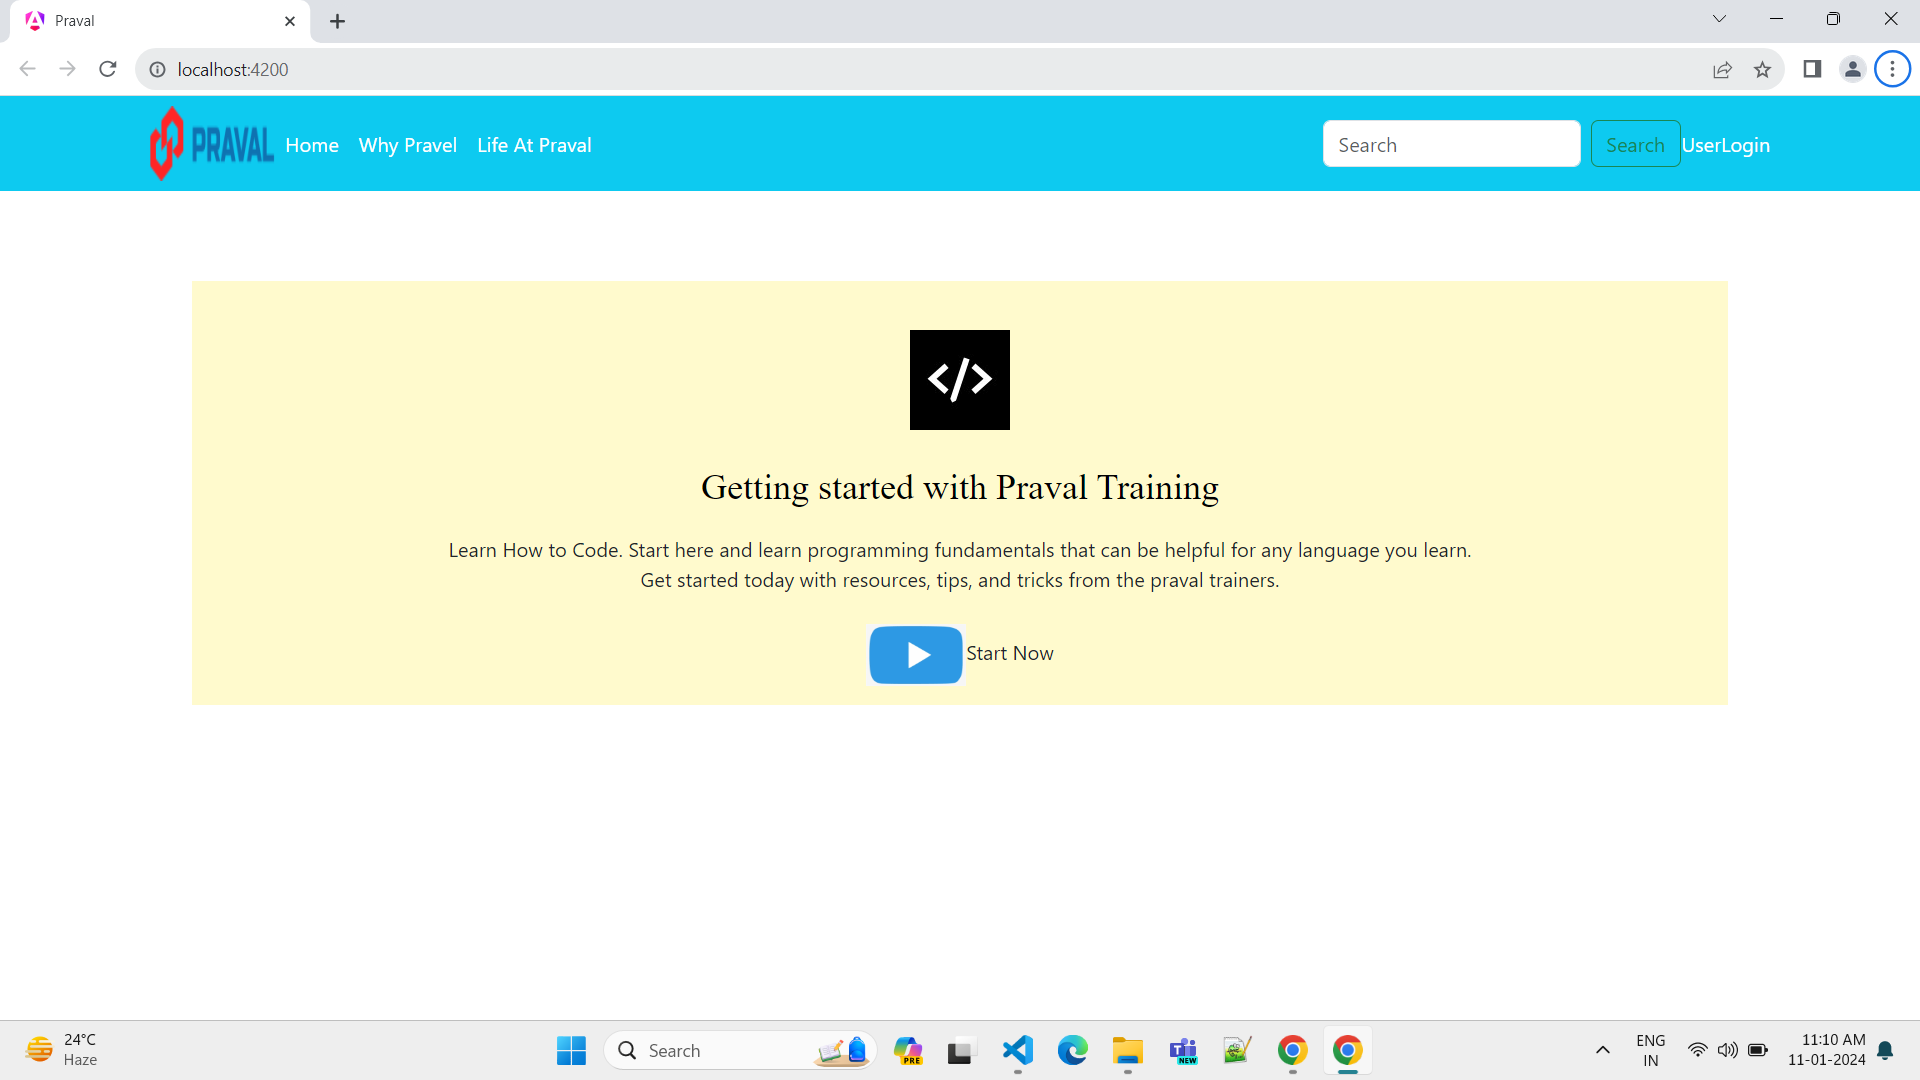 Praval
localhost:4200
PRAVAL Home Why Pravel Life At Praval Search Search UserLogin
</>
Getting started with Praval Training
Learn How to Code. Start here and learn programming fundamentals that can be helpful for any language you learn.
Get started today with resources, tips, and tricks from the praval trainers.
Start Now
24°C
Haze
Search
PRE
NEW
ENG
IN
11:10 AM
11-01-2024